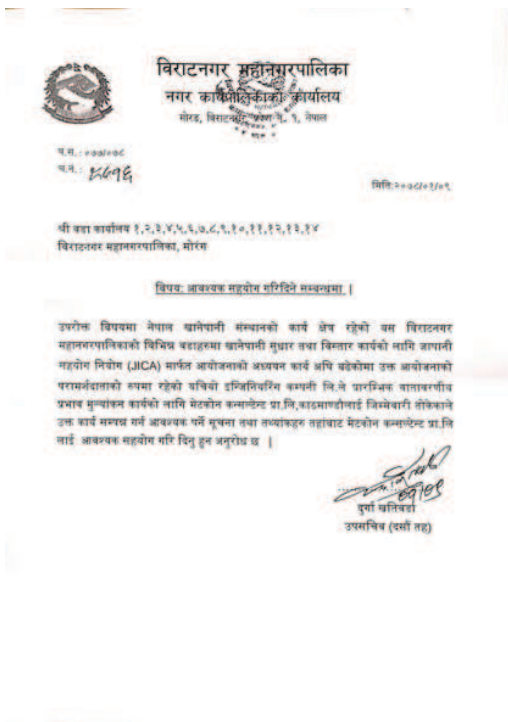 विराटनगर महानगरपालिका
नगर कार्यपालिकाको कार्यालय
मोरङ, विराटनगर, प्रदेश नं. १, नेपाल
प.सं.: ०७७/०७८
च.नं.:
मिति:२०७८/०१/०९
श्री वडा कार्यालय १,२,३,४,५,६,७,८,९,१०,११,१२,१३,१४
विराटनगर महानगरपालिका, मोरंग
विषय: आवश्यक सहयोग गरिदिने सम्बन्धमा |
उपरोक्त विषयमा नेपाल खानेपानी संस्थानको कार्य क्षेत्र रहेको यस विराटनगर
महानगरपालिकाको विभिन्न वडाहरुमा खानेपानी सुधार तथा विस्तार कार्यको लागि जापानी
सहयोग नियोग (JICA) मार्फत आयोजनाको अध्ययन कार्य अघि बढेकोमा उक्त आयोजनाको
परामर्शदाताको रुपमा रहेको यचियो इन्जिनियरिंग कम्पनी लि.ले प्रारम्भिक वातावरणीय
प्रभाव मुल्यांकन कार्यको लागि मेटकोन कन्सल्टेन्ट प्रा.लि,काठमाण्डौलाई जिम्मेवारी तोकेकाले
उक्त कार्य सम्पन्न गर्न आवश्यक पर्ने सूचना तथा तथ्यांकहरु तहांबाट मेटकोन कन्सल्टेन्ट प्रा.लि
लाई आवश्यक सहयोग गरि दिनु हुन अनुरोध छ |
दुर्गा खतिवडा
उपसचिव (दसौं तह)